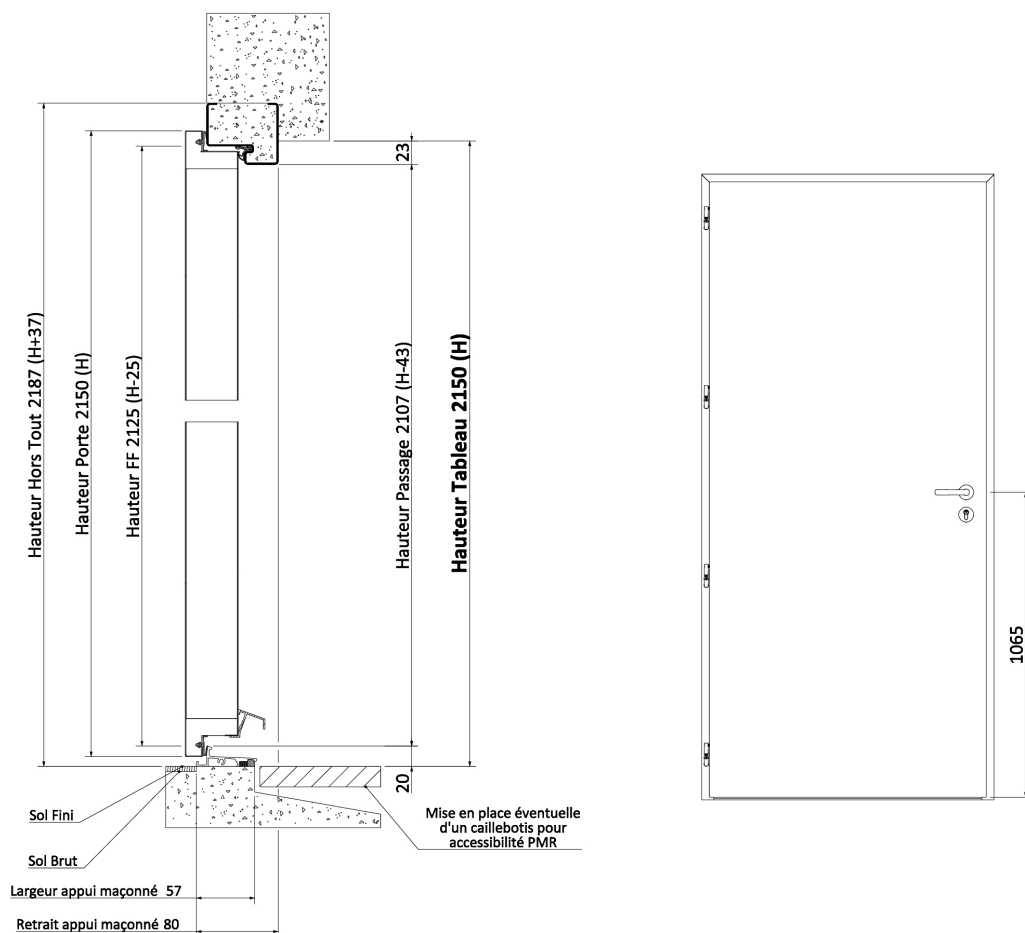 23
Hauteur Hors Tout 2187 (H+37)
Hauteur Porte 2150 (H)
Hauteur FF 2125 (H-25)
Hauteur Passage 2107 (H-43)
Hauteur Tableau 2150 (H)
1065
20
Sol Fini
Sol Brut
Mise en place éventuelle
d'un caillebotis pour
accessibilité PMR
Largeur appui maçonné 57
Retrait appui maçonné 80